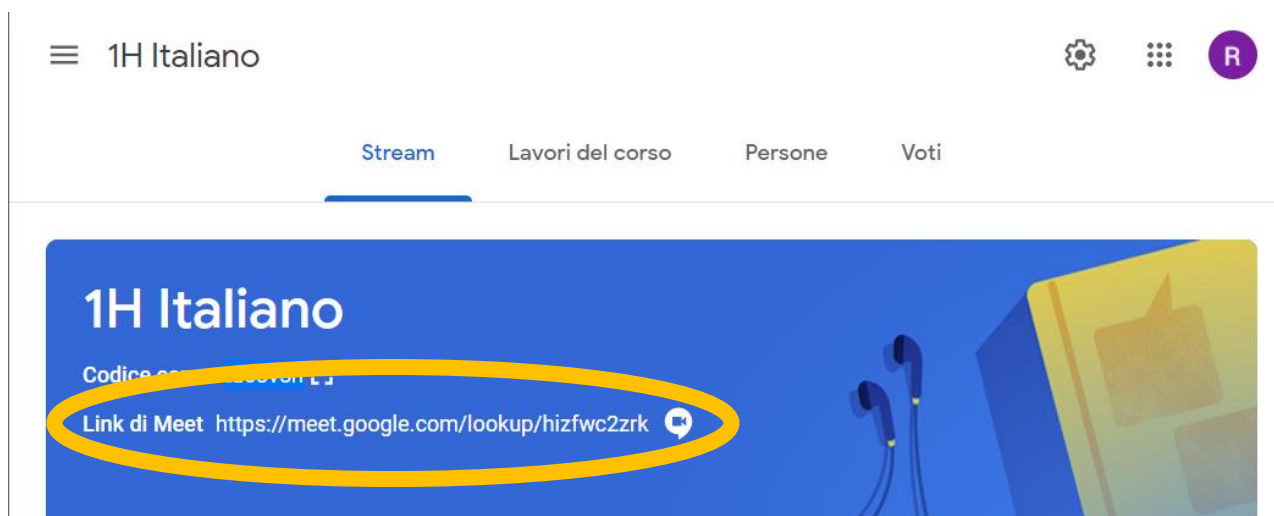 1H Italiano
R
Stream Lavori del corso Persone Voti
1H Italiano
Codice
Link di Meet https://meet.google.com/lookup/hizfwc2zrk